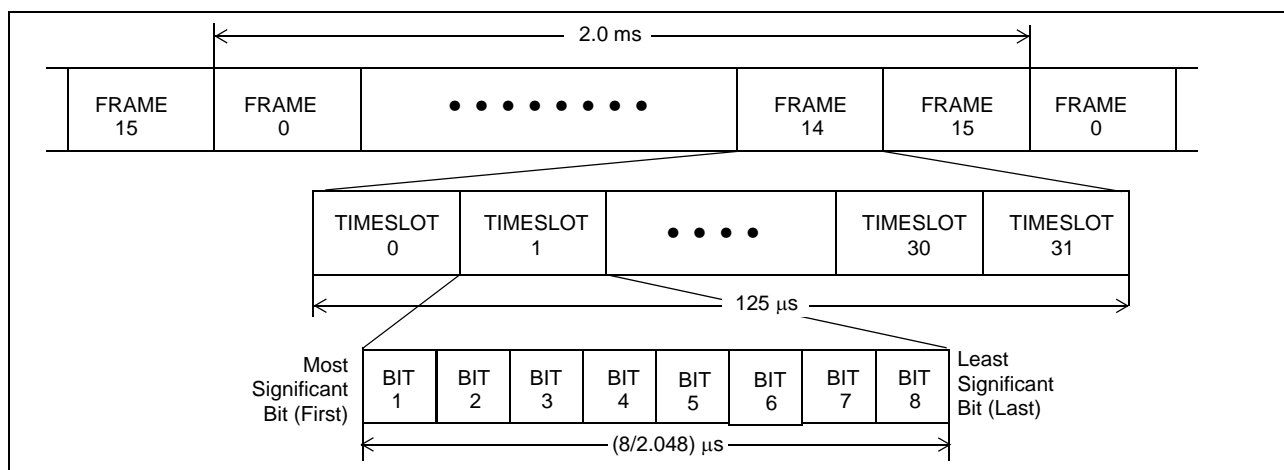 2.0 ms
FRAME 15
FRAME 0
FRAME 14
FRAME 15
FRAME 0
TIMESLOT 0
TIMESLOT 1
TIMESLOT 30
TIMESLOT 31
125 μs
Most Significant Bit (First)
BIT 1
BIT 2
BIT 3
BIT 4
BIT 5
BIT 6
BIT 7
BIT 8
Least Significant Bit (Last)
(8/2.048) μs